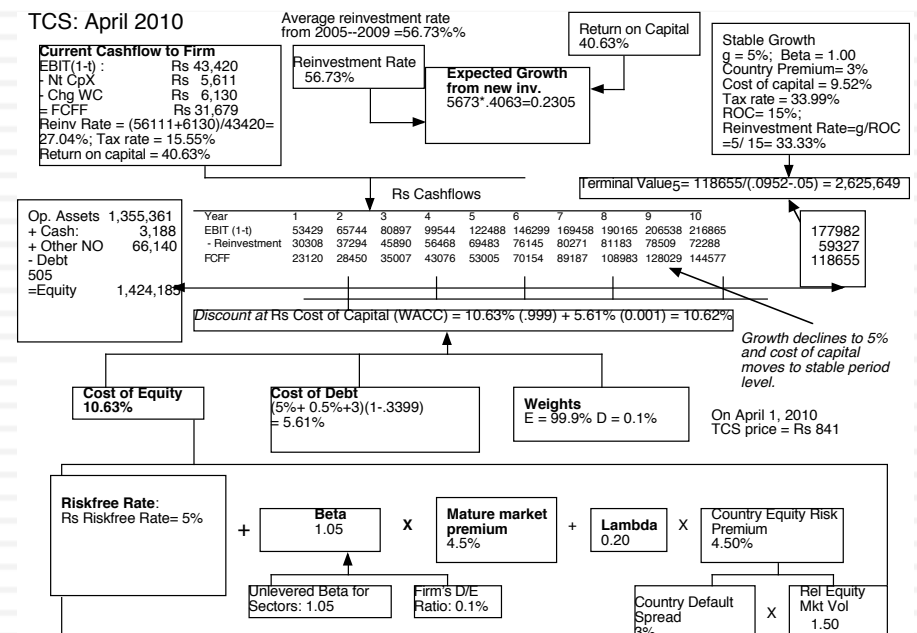 TCS: April 2010
Average reinvestment rate
from 2005--2009 =56.73%%
Return on Capital
40.63%
Current Cashflow to Firm
EBIT(1-t) : Rs 43,420
- Nt CpX Rs 5,611
- Chg WC Rs 6,130
= FCFF Rs 31,679
Reinv Rate = (56111+6130)/43420=
27.04%; Tax rate = 15.55%
Return on capital = 40.63%
Reinvestment Rate
56.73%
Expected Growth
from new inv.
5673*.4063=0.2305
Stable Growth
g = 5%; Beta = 1.00
Country Premium= 3%
Cost of capital = 9.52%
Tax rate = 33.99%
ROC= 15%;
Reinvestment Rate=g/ROC
=5/ 15= 33.33%
Rs Cashflows
Terminal Value5= 118655/(.0952-.05) = 2,625,649
Op. Assets 1,355,361
+ Cash: 3,188
+ Other NO 66,140
- Debt
505
=Equity 1,424,185
Year 1 2 3 4 5 6 7 8 9 10
EBIT (1-t) 53429 65744 80897 99544 122488 146299 169458 190165 206538 216865
- Reinvestment 30308 37294 45890 56468 69483 76145 80271 81183 78509 72288
FCFF 23120 28450 35007 43076 53005 70154 89187 108983 128029 144577
177982
59327
118655
Discount at Rs Cost of Capital (WACC) = 10.63% (.999) + 5.61% (0.001) = 10.62%
Growth declines to 5%
and cost of capital
moves to stable period
level.
Cost of Equity
10.63%
Cost of Debt
(5%+ 0.5%+3)(1-.3399)
= 5.61%
Weights
E = 99.9% D = 0.1%
On April 1, 2010
TCS price = Rs 841
Riskfree Rate:
Rs Riskfree Rate= 5%
+
Beta
1.05
X
Mature market
premium
4.5%
+
Lambda
0.20
X
Country Equity Risk
Premium
4.50%
Unlevered Beta for
Sectors: 1.05
Firm's D/E
Ratio: 0.1%
Country Default
Spread
3%
X
Rel Equity
Mkt Vol
1.50